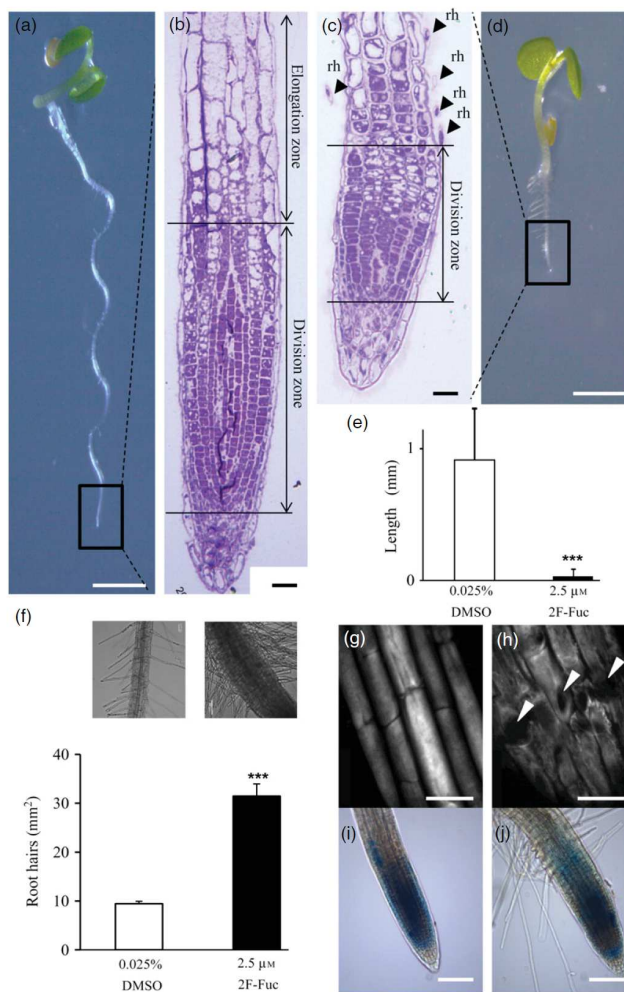 (a)
(b)
Elongation zone
Division zone
(c)
rh
rh
rh
rh
rh
Division zone
(d)
(e)
1
0
Length (mm)
***
0.025%
DMSO
2.5 μM
2F-Fuc
(f)
40
30
20
10
0
Root hairs (mm²)
***
0.025%
DMSO
2.5 μM
2F-Fuc
(g)
(h)
(i)
(j)